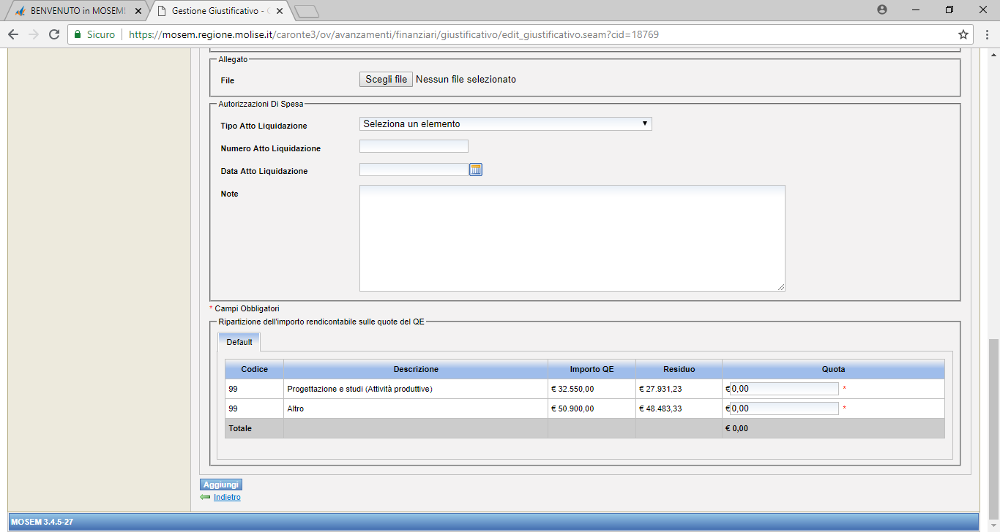 BENVENUTO in MOSEM!
Gestione Giustificativo -
Sicuro https://mosem.regione.molise.it/caronte3/ov/avanzamenti/finanziari/giustificativo/edit_giustificativo.seam?cid=18769
Allegato
File Scegli file Nessun file selezionato
Autorizzazioni Di Spesa
Tipo Atto Liquidazione Seleziona un elemento
Numero Atto Liquidazione
Data Atto Liquidazione
Note
* Campi Obbligatori
Ripartizione dell'importo rendicontabile sulle quote del QE
Default
Codice Descrizione Importo QE Residuo Quota
99 Progettazione e studi (Attività produttive) € 32.550,00 € 27.931,23 € 0,00 *
99 Altro € 50.900,00 € 48.483,33 € 0,00 *
Totale € 0,00
Aggiungi
Indietro
MOSEM 3.4.5-27